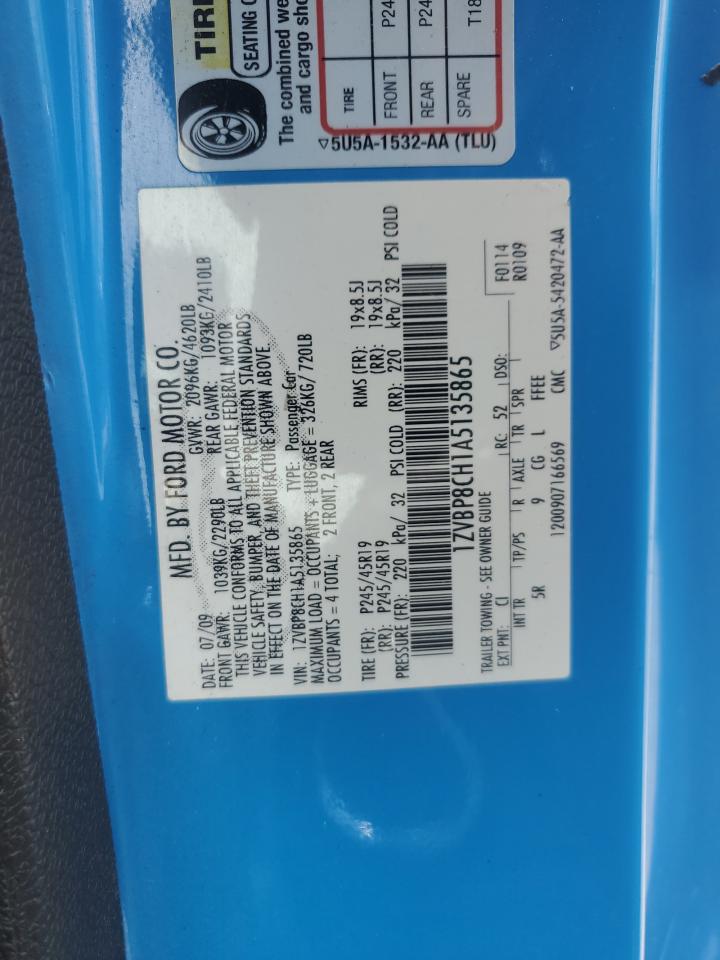 TIRE
SEATING C
The combined we
and cargo sho
TIRE
FRONT P24
REAR P24
SPARE T18
▽5U5A-1532-AA (TLU)
MFD. BY FORD MOTOR CO.
DATE: 07/09 GVWR: 2096KG/4620LB
FRONT GAWR: 1039KG/2290LB REAR GAWR: 1093KG/2410LB
THIS VEHICLE CONFORMS TO ALL APPLICABLE FEDERAL MOTOR
VEHICLE SAFETY, BUMPER, AND THEFT PREVENTION STANDARDS
IN EFFECT ON THE DATE OF MANUFACTURE SHOWN ABOVE.
VIN: 1ZVBP8CH1A5135865 TYPE: Passenger Car
MAXIMUM LOAD = OCCUPANTS + LUGGAGE = 326KG/ 720LB
OCCUPANTS = 4 TOTAL; 2 FRONT, 2 REAR
TIRE (FR): P245/45R19 RIMS (FR): 19x8.5J
(RR): P245/45R19 (RR): 19x8.5J
PRESSURE (FR): 220 kPa/ 32 PSI COLD (RR): 220 kPa/ 32 PSI COLD
1ZVBP8CH1A5135865
TRAILER TOWING - SEE OWNER GUIDE
F0114
R0109
EXT PNT: CI RC: 52 DSO:
INT TR TP/PS R AXLE TR SPR
5R 9 CG L FFEE
1200907166569 CMC ▽5U5A-5420472-AA